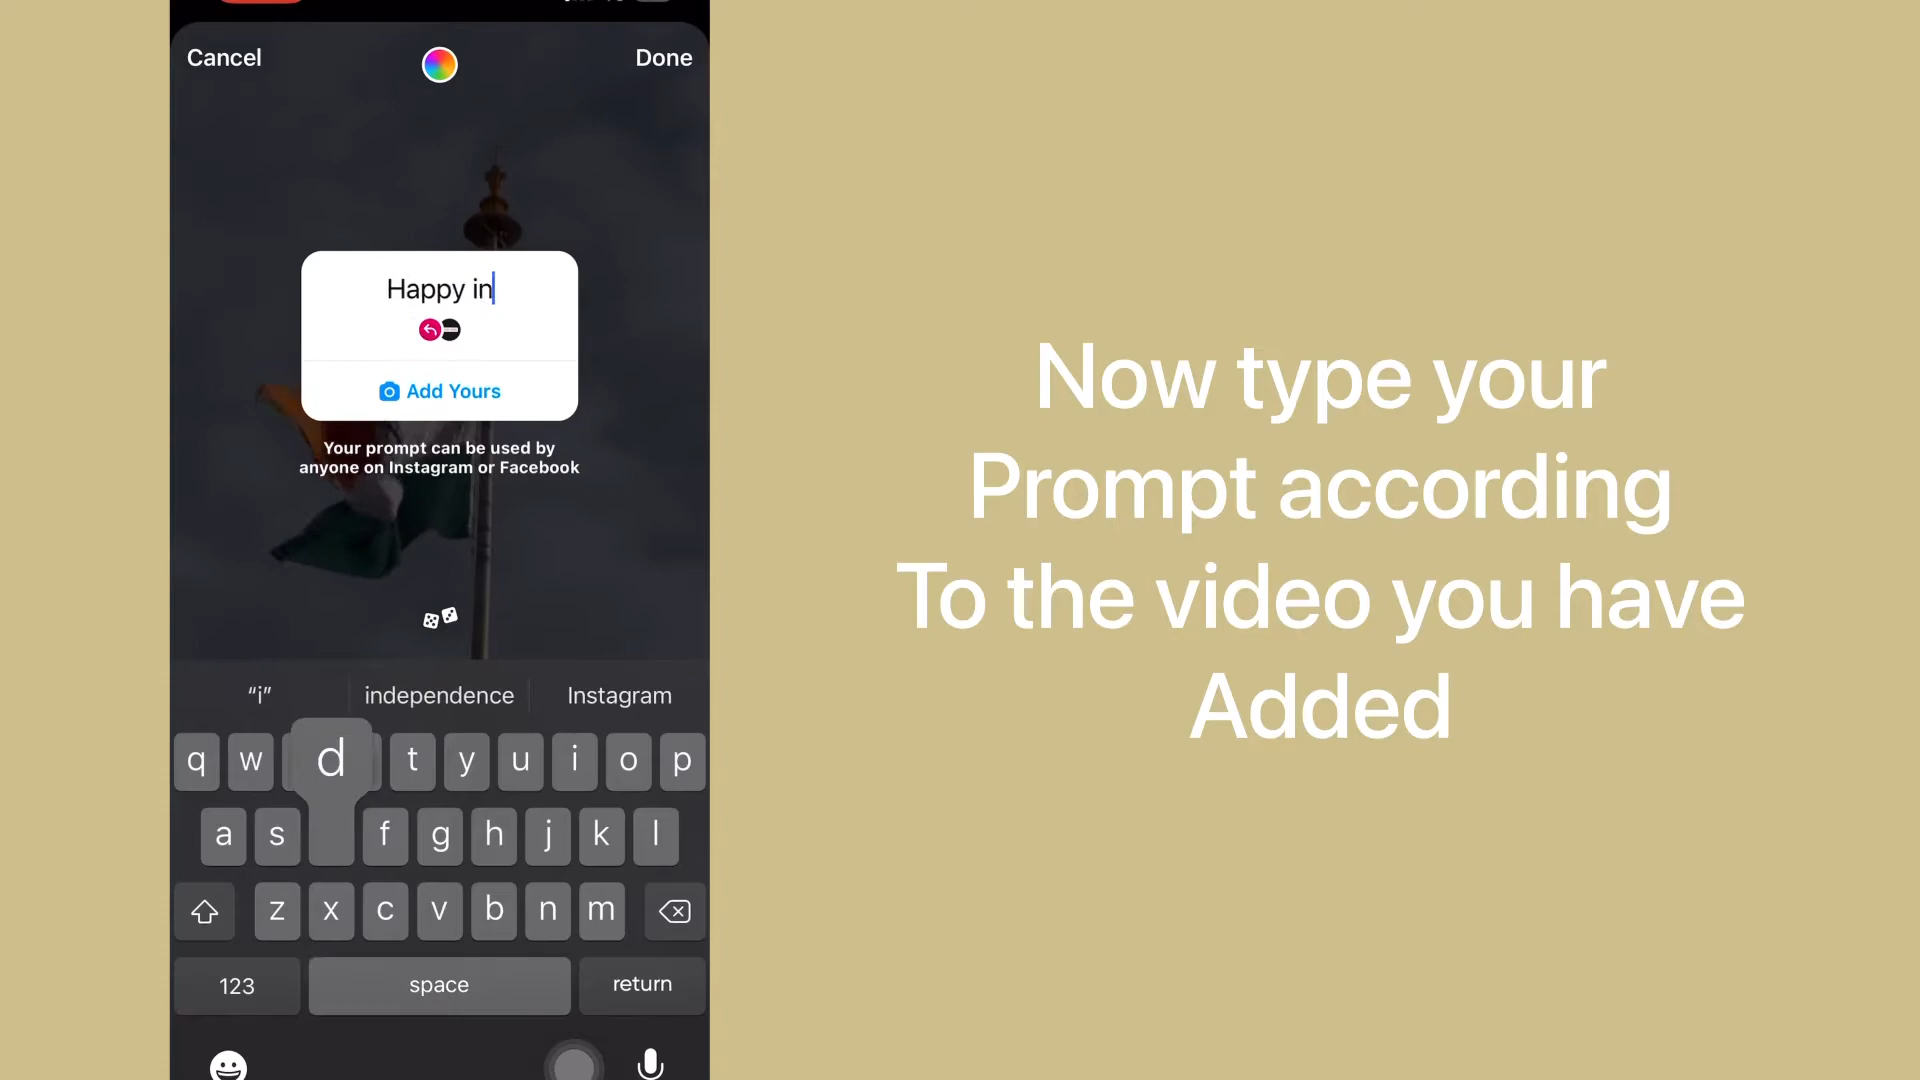 Cancel
Done
Happy in
Add Yours
Your prompt can be used by
anyone on Instagram or Facebook
“i” independence Instagram
q w d t y u i o p
a s f g h j k l
z x c v b n m
123 space return
Now type your
Prompt according
To the video you have
Added